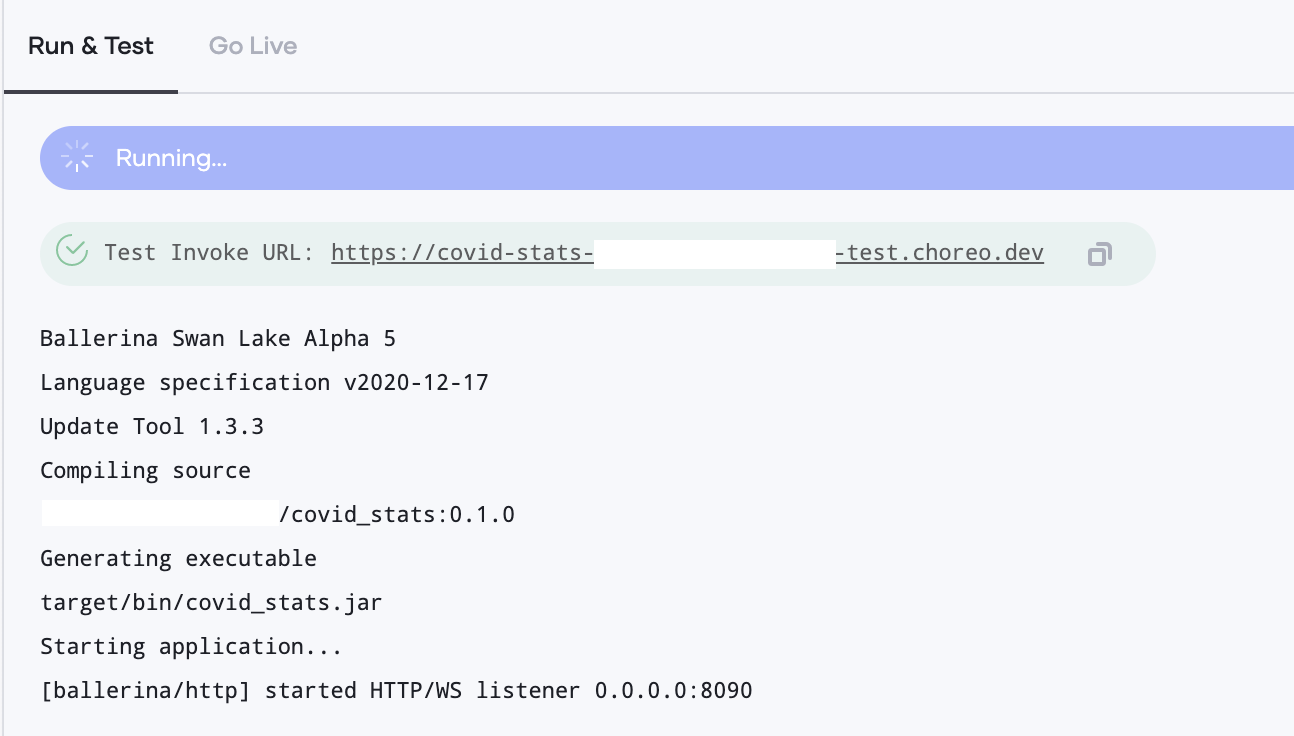 Run & Test Go Live
Running...
Test Invoke URL: https://covid-stats- -test.choreo.dev
Ballerina Swan Lake Alpha 5
Language specification v2020-12-17
Update Tool 1.3.3
Compiling source
/covid_stats:0.1.0
Generating executable
target/bin/covid_stats.jar
Starting application...
[ballerina/http] started HTTP/WS listener 0.0.0.0:8090